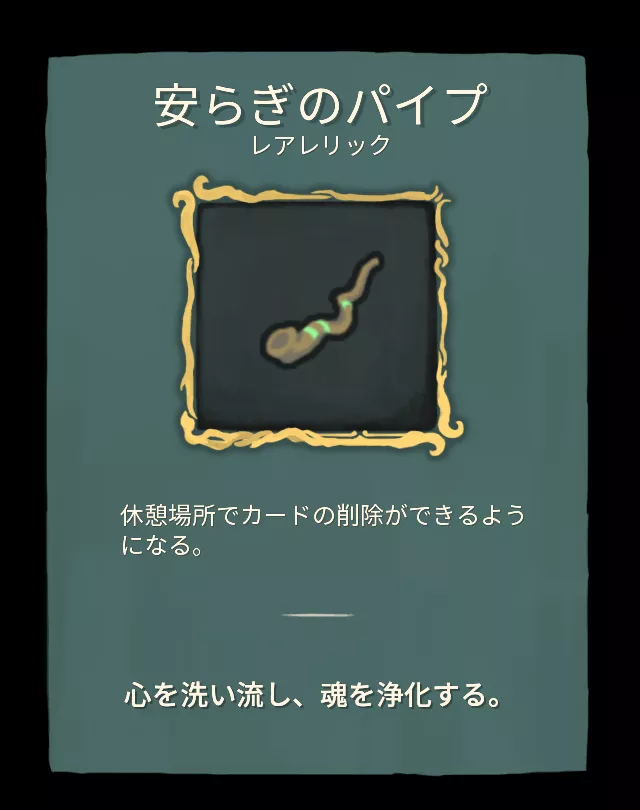 安らぎのパイプ
レアレリック
休憩場所でカードの削除ができるよう
になる。
心を洗い流し、魂を浄化する。